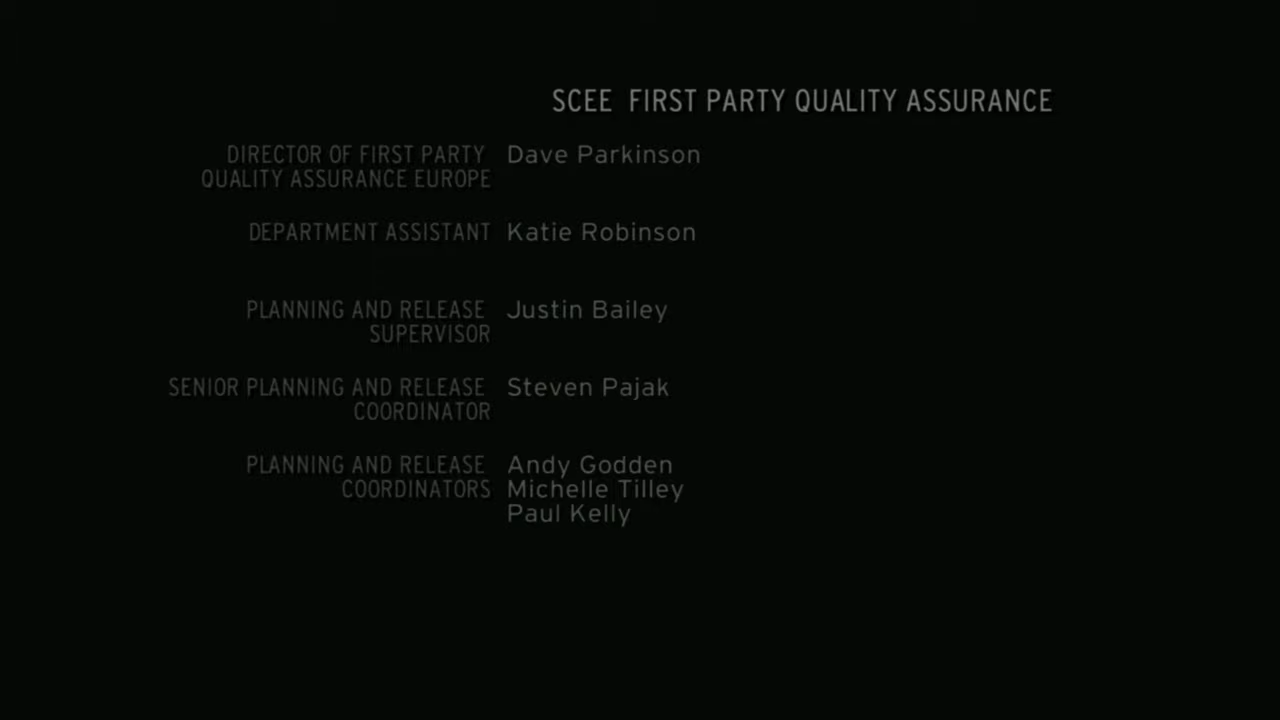 SCEE FIRST PARTY QUALITY ASSURANCE
DIRECTOR OF FIRST PARTY Dave Parkinson
QUALITY ASSURANCE EUROPE
DEPARTMENT ASSISTANT Katie Robinson
PLANNING AND RELEASE Justin Bailey
SUPERVISOR
SENIOR PLANNING AND RELEASE Steven Pajak
COORDINATOR
PLANNING AND RELEASE Andy Godden
COORDINATORS Michelle Tilley
Paul Kelly